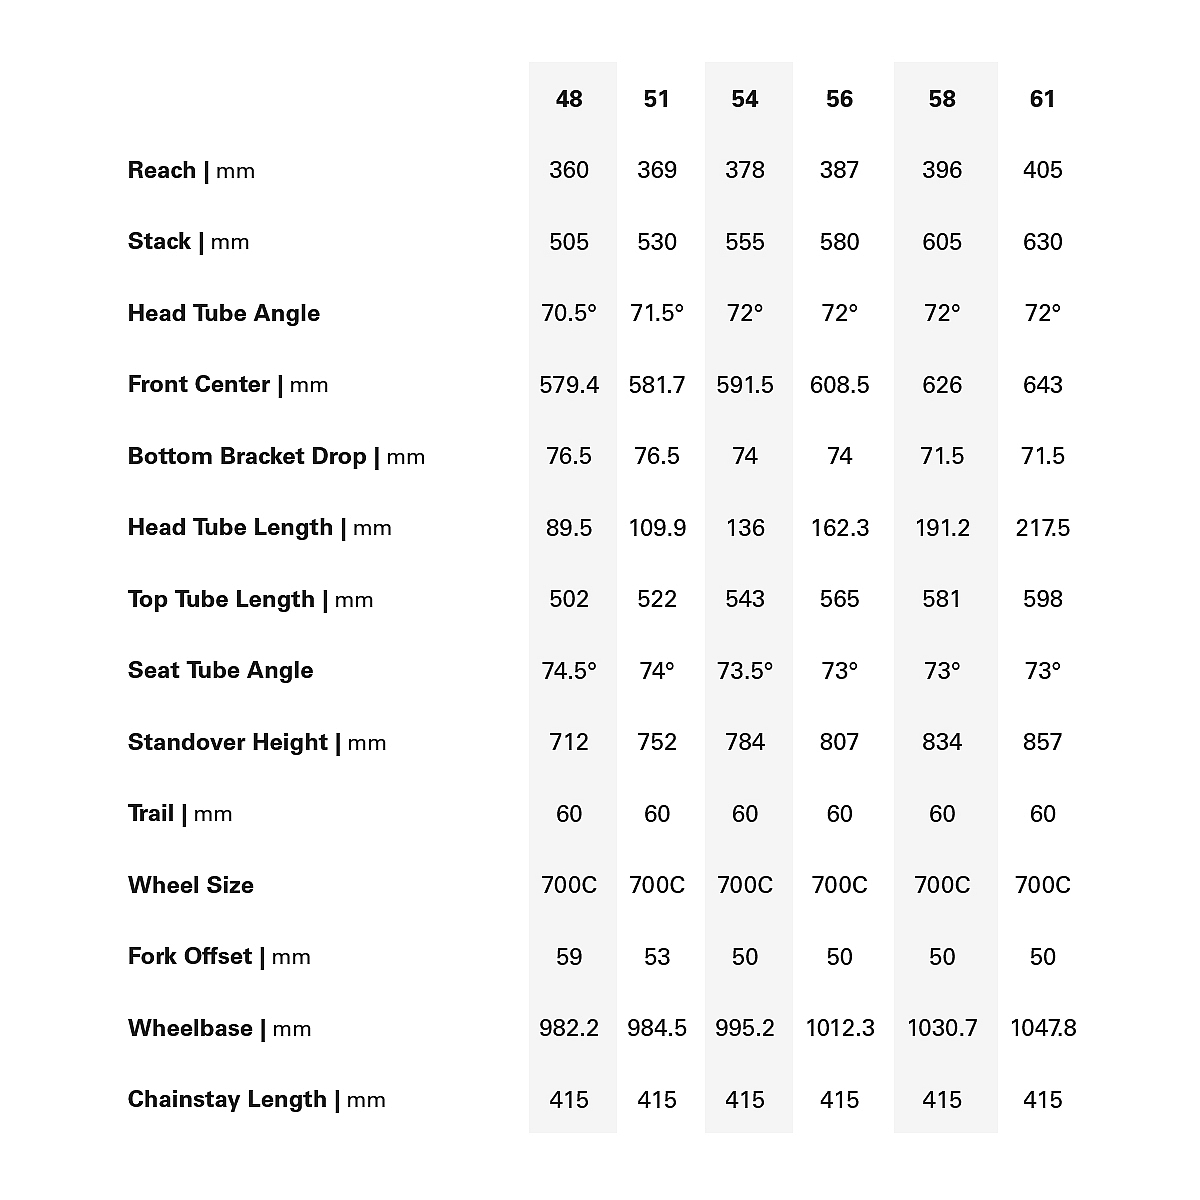 48 51 54 56 58 61
Reach | mm 360 369 378 387 396 405
Stack | mm 505 530 555 580 605 630
Head Tube Angle 70.5° 71.5° 72° 72° 72° 72°
Front Center | mm 579.4 581.7 591.5 608.5 626 643
Bottom Bracket Drop | mm 76.5 76.5 74 74 71.5 71.5
Head Tube Length | mm 89.5 109.9 136 162.3 191.2 217.5
Top Tube Length | mm 502 522 543 565 581 598
Seat Tube Angle 74.5° 74° 73.5° 73° 73° 73°
Standover Height | mm 712 752 784 807 834 857
Trail | mm 60 60 60 60 60 60
Wheel Size 700C 700C 700C 700C 700C 700C
Fork Offset | mm 59 53 50 50 50 50
Wheelbase | mm 982.2 984.5 995.2 1012.3 1030.7 1047.8
Chainstay Length | mm 415 415 415 415 415 415